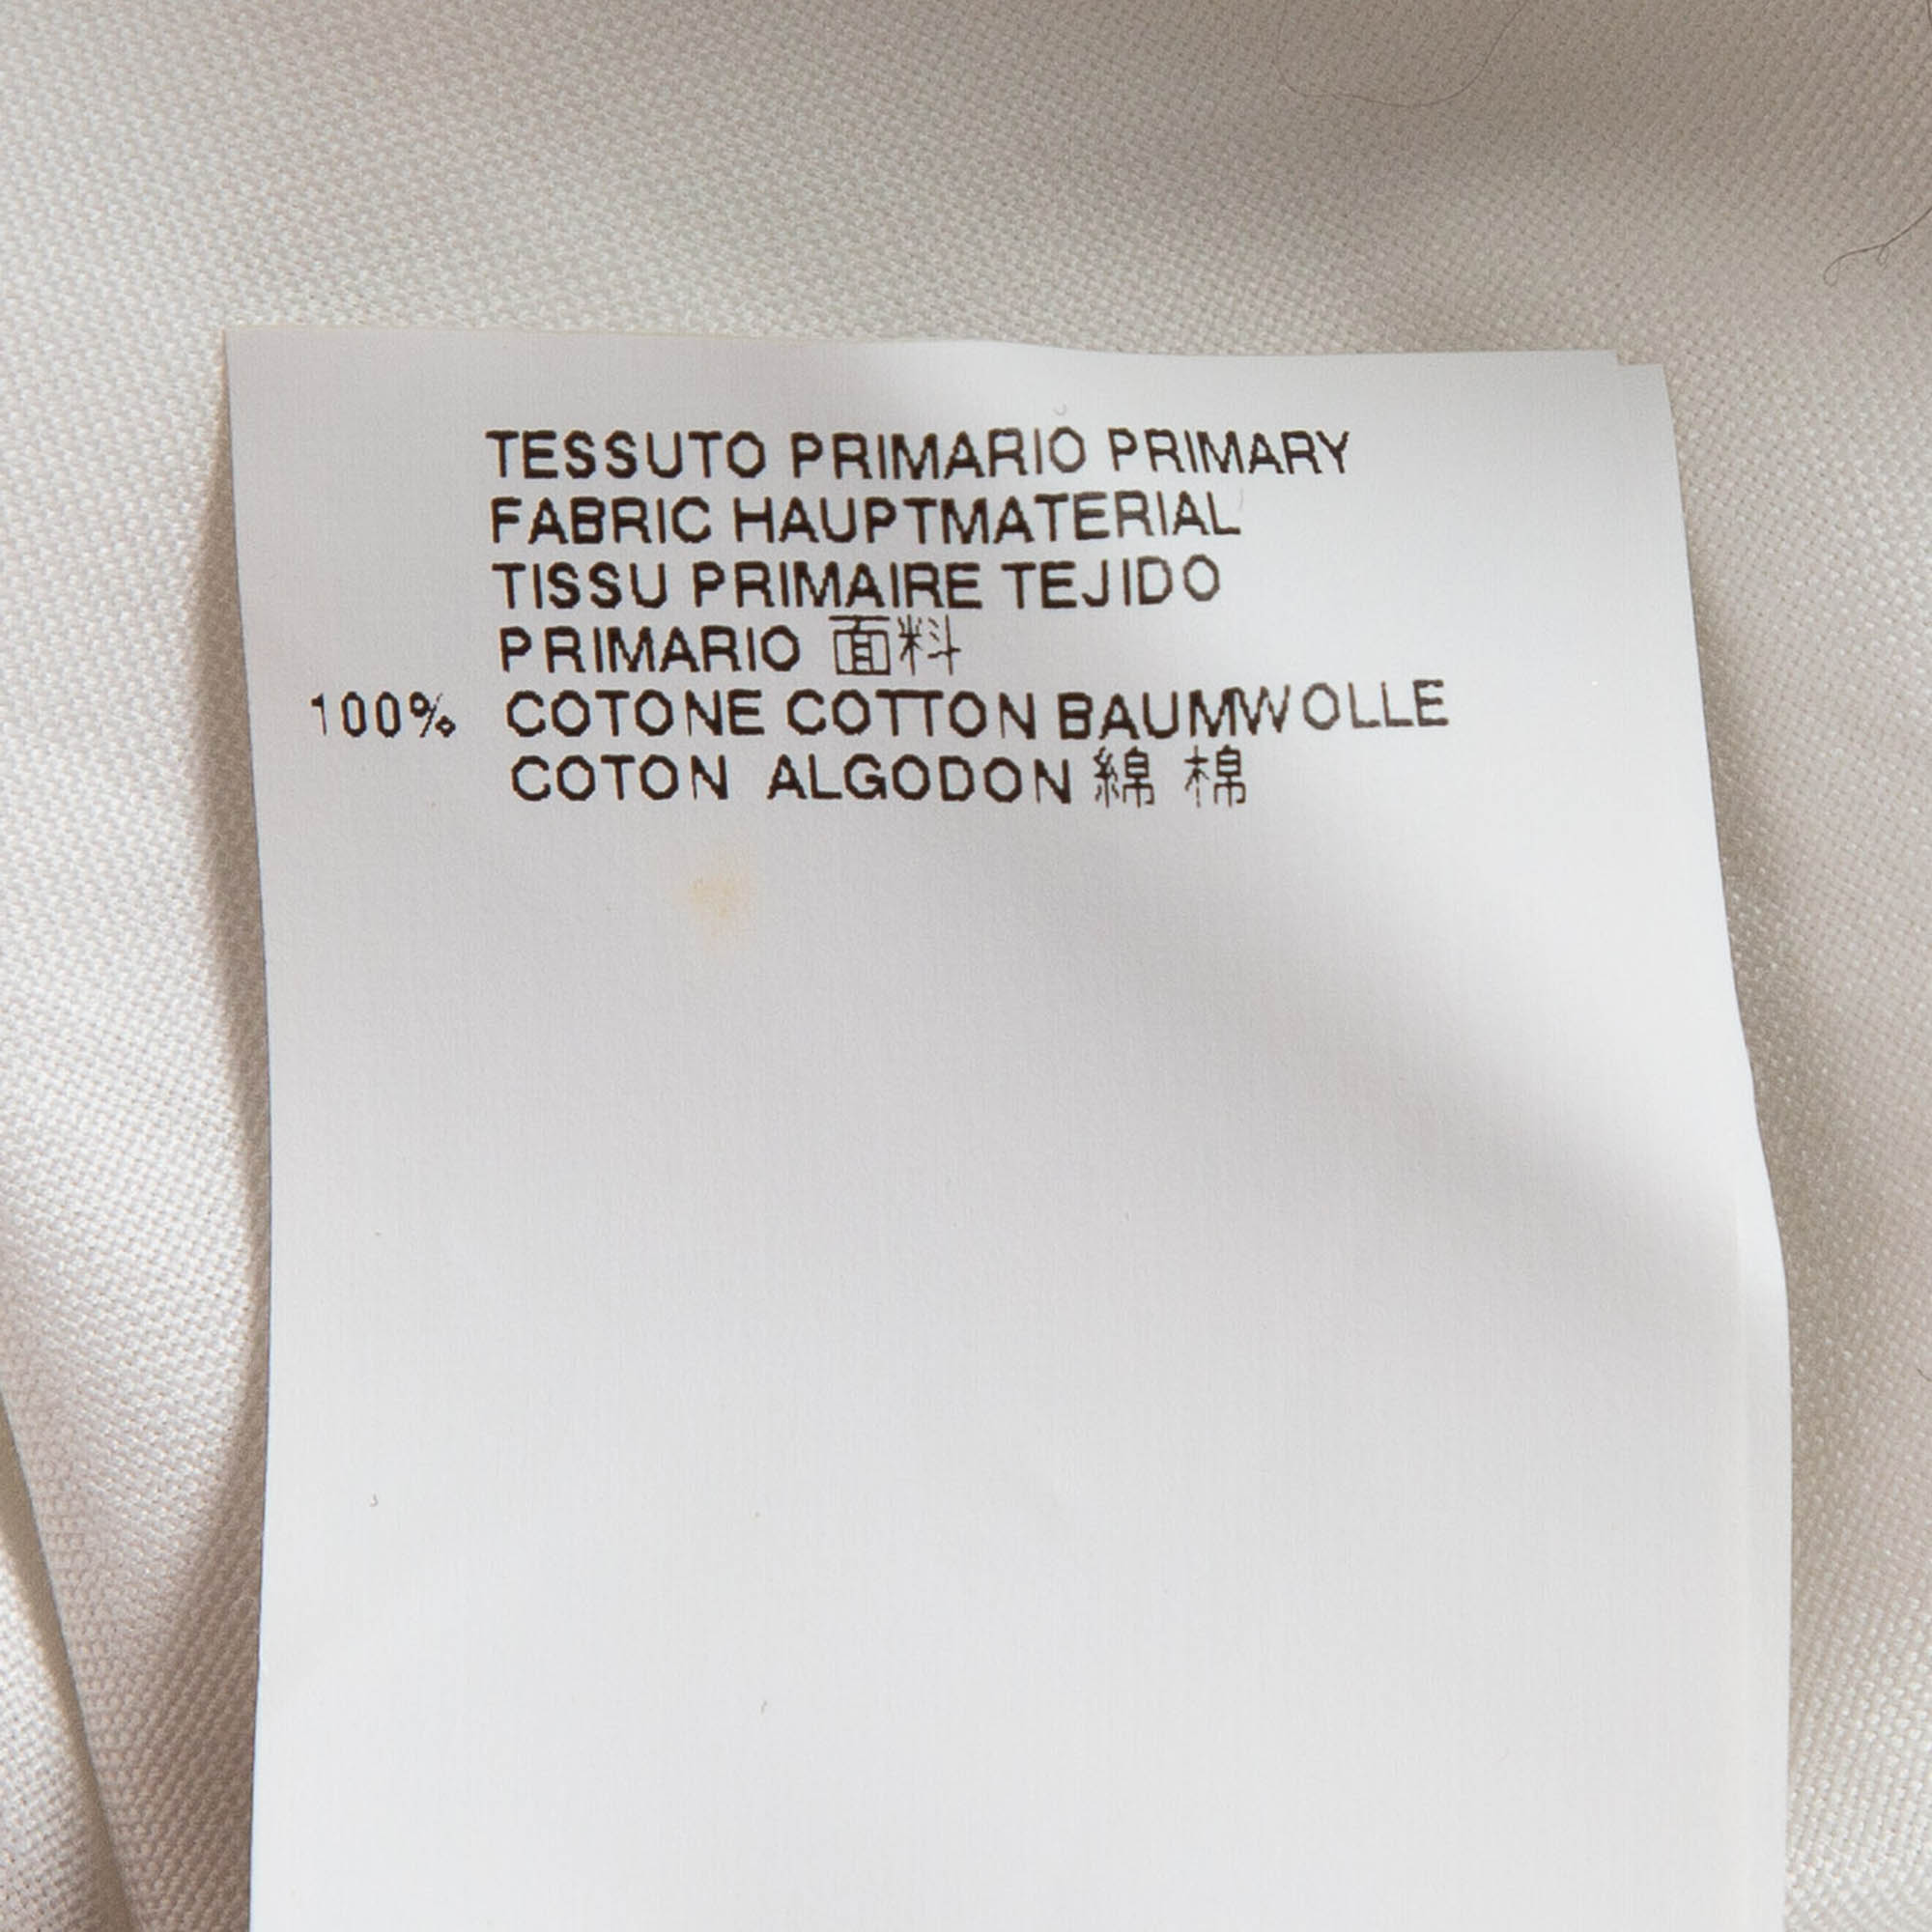 TESSUTO PRIMARIO PRIMARY
FABRIC HAUPTMATERIAL
TISSU PRIMAIRE TEJIDO
PRIMARIO 面料
100% COTONE COTTON BAUMWOLLE
COTON ALGODON 綿 棉